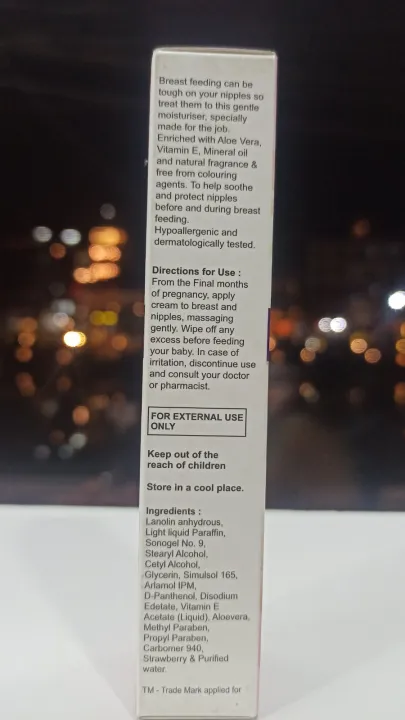 Breast feeding can be
tough on your nipples so
treat them to this gentle
moisturiser, specially
made for the job.
Enriched with Aloe Vera,
Vitamin E, Mineral oil
and natural fragrance &
free from colouring
agents. To help soothe
and protect nipples
before and during breast
feeding.
Hypoallergenic and
dermatologically tested.
Directions for Use :
From the Final months
of pregnancy, apply
cream to breast and
nipples, massaging
gently. Wipe off any
excess before feeding
your baby. In case of
irritation, discontinue use
and consult your doctor
or pharmacist.
FOR EXTERNAL USE
ONLY
Keep out of the
reach of children
Store in a cool place.
Ingredients :
Lanolin anhydrous,
Light liquid Paraffin,
Sonogel No. 9,
Stearyl Alcohol,
Cetyl Alcohol,
Glycerin, Simulsol 165,
Arlamol IPM,
D-Panthenol, Disodium
Edetate, Vitamin E
Acetate (Liquid), Aloevera,
Methyl Paraben,
Propyl Paraben,
Carbomer 940,
Strawberry & Purified
water.
TM - Trade Mark applied for